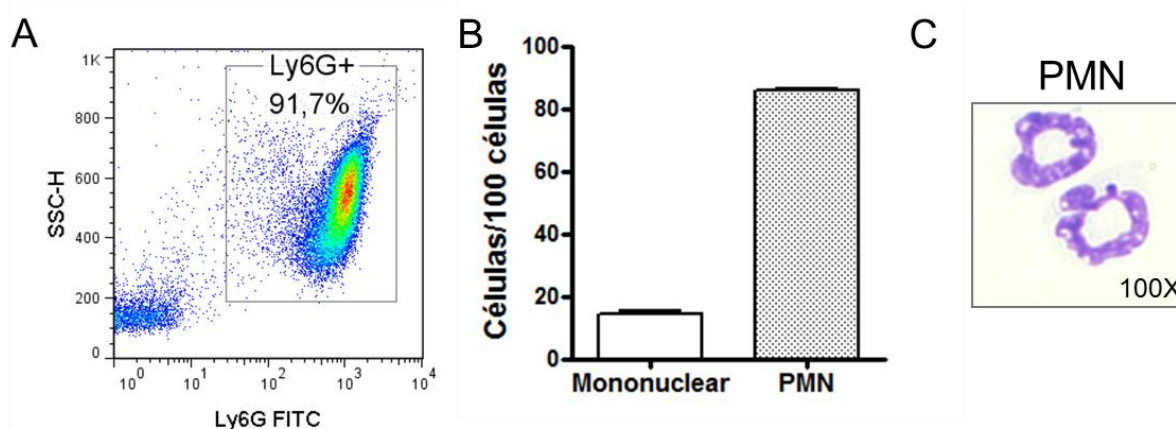 A
1K
800
600
400
200
0
SSC-H
Ly6G+
91,7%
10^0
10^1
10^2
10^3
10^4
Ly6G FITC
B
100
80
60
40
20
0
Células/100 células
Mononuclear
PMN
C
PMN
100X